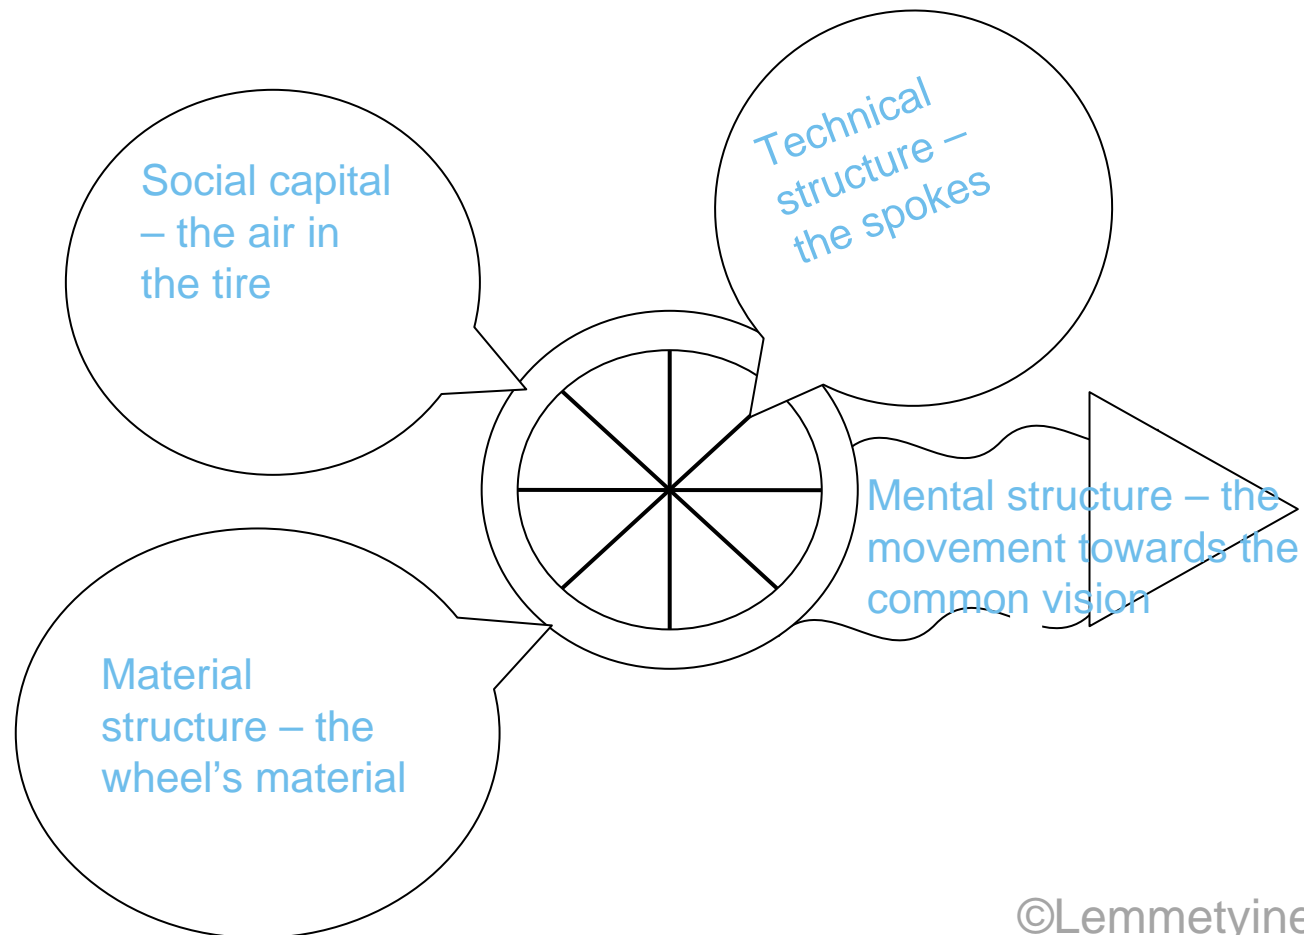 Technical
structure –
the spokes
Social capital
– the air in
the tire
Mental structure – the
movement towards the
common vision
Material
structure – the
wheel’s material
©Lemmetyine